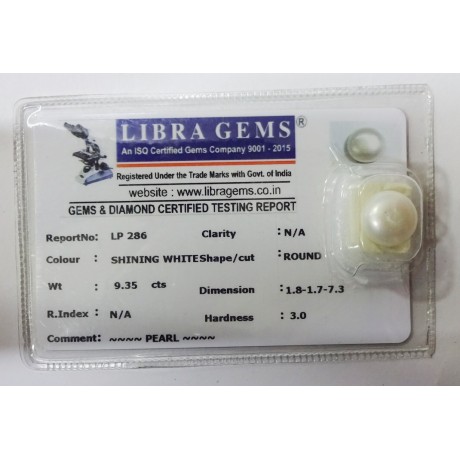 LIBRA GEMS®
An ISO Certified Gems Company 9001 - 2015
Registered Under the Trade Marks with Govt. of India
website : www.libragems.co.in
GEMS & DIAMOND CERTIFIED TESTING REPORT
ReportNo: LP 286 Clarity : N/A
Colour : SHINING WHITE Shape/cut : ROUND
Wt : 9.35 cts Dimension : 1.8-1.7-7.3
R.Index : N/A Hardness : 3.0
Comment: ~~~~ PEARL ~~~~